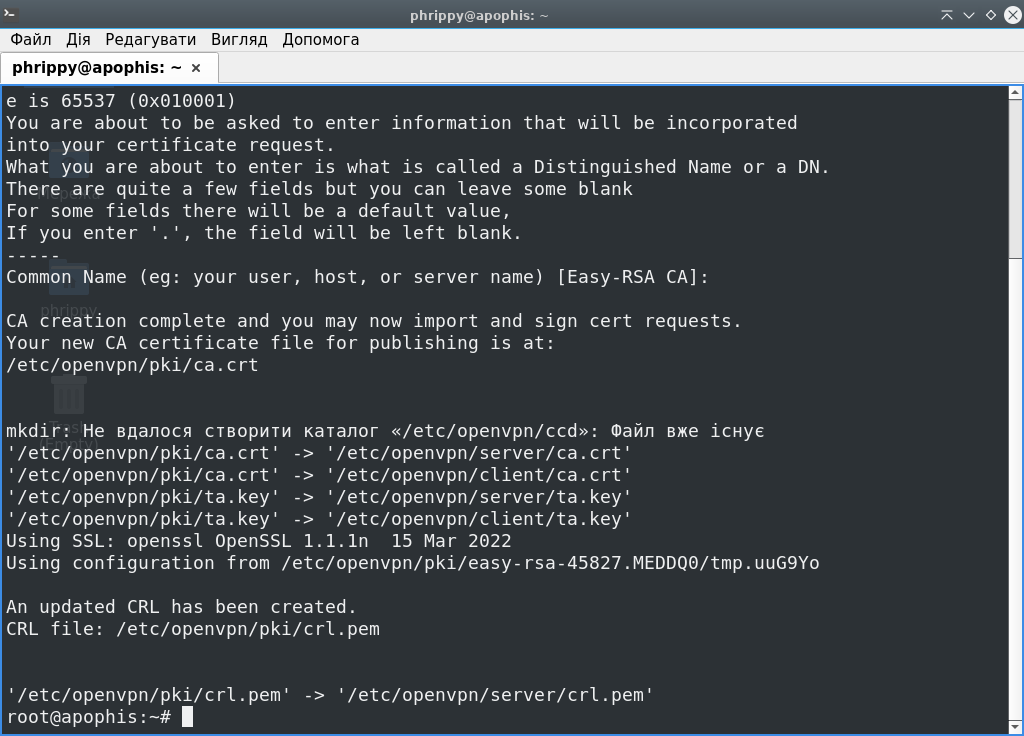 phrippy@apophis: ~
Файл Дія Редагувати Вигляд Допомога
phrippy@apophis: ~ ×
e is 65537 (0x010001)
You are about to be asked to enter information that will be incorporated
into your certificate request.
What you are about to enter is what is called a Distinguished Name or a DN.
There are quite a few fields but you can leave some blank
For some fields there will be a default value,
If you enter '.', the field will be left blank.
-----
Common Name (eg: your user, host, or server name) [Easy-RSA CA]:
phrippy
CA creation complete and you may now import and sign cert requests.
Your new CA certificate file for publishing is at:
/etc/openvpn/pki/ca.crt
Trash
(Empty)
mkdir: Не вдалося створити каталог «/etc/openvpn/ccd»: Файл вже існує
'/etc/openvpn/pki/ca.crt' -> '/etc/openvpn/server/ca.crt'
'/etc/openvpn/pki/ca.crt' -> '/etc/openvpn/client/ca.crt'
'/etc/openvpn/pki/ta.key' -> '/etc/openvpn/server/ta.key'
'/etc/openvpn/pki/ta.key' -> '/etc/openvpn/client/ta.key'
Using SSL: openssl OpenSSL 1.1.1n  15 Mar 2022
Using configuration from /etc/openvpn/pki/easy-rsa-45827.MEDDQ0/tmp.uuG9Yo
An updated CRL has been created.
CRL file: /etc/openvpn/pki/crl.pem
'/etc/openvpn/pki/crl.pem' -> '/etc/openvpn/server/crl.pem'
root@apophis:~#